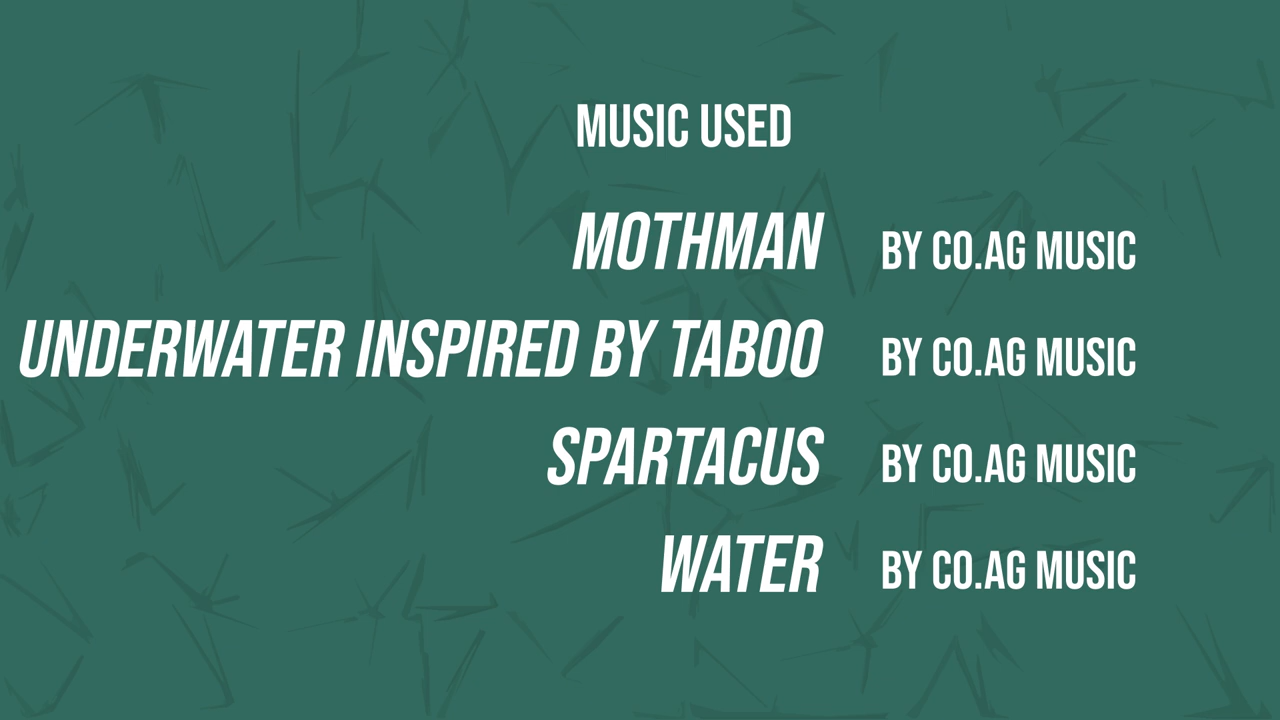 MUSIC USED
MOTHMAN BY CO.AG MUSIC
UNDERWATER INSPIRED BY TABOO BY CO.AG MUSIC
SPARTACUS BY CO.AG MUSIC
WATER BY CO.AG MUSIC